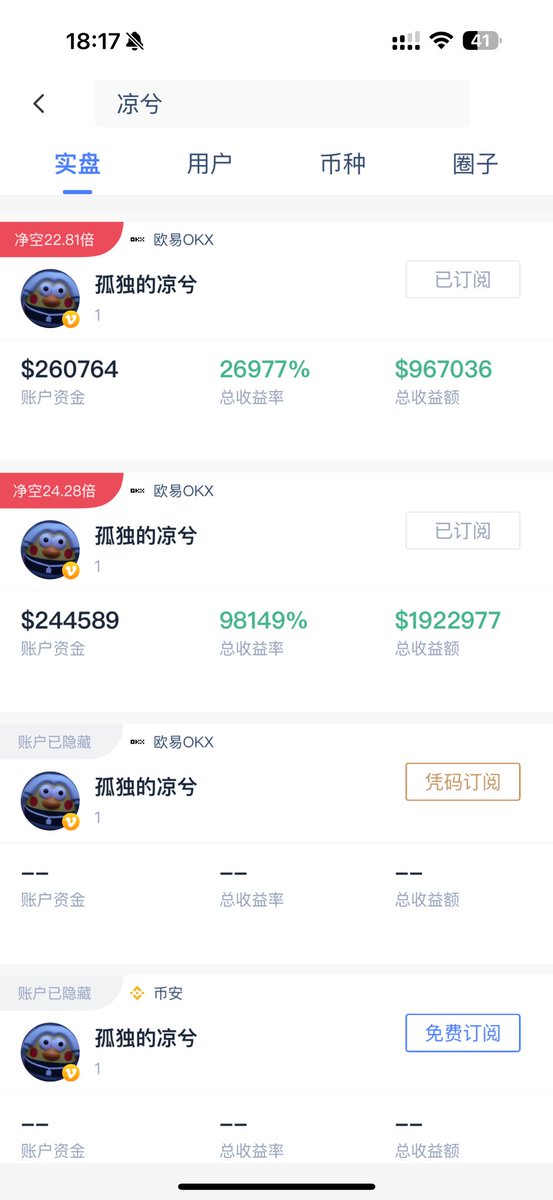 18:17
41
凉兮
实盘 用户 币种 圈子
净空22.81倍 OKX 欧易OKX
孤独的凉兮 已订阅
1
$260764 26977% $967036
账户资金 总收益率 总收益额
净空24.28倍 OKX 欧易OKX
孤独的凉兮 已订阅
1
$244589 98149% $1922977
账户资金 总收益率 总收益额
账户已隐藏 OKX 欧易OKX
孤独的凉兮 凭码订阅
1
-- -- --
账户资金 总收益率 总收益额
账户已隐藏 币安
孤独的凉兮 免费订阅
1
-- -- --
账户资金 总收益率 总收益额